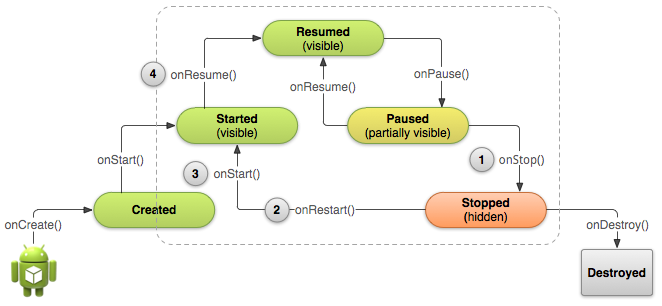 Resumed
(visible)
4
onResume()
onPause()
onResume()
Started
(visible)
Paused
(partially visible)
onStart()
3
onStart()
1
onStop()
Created
2
onRestart()
Stopped
(hidden)
onCreate()
onDestroy()
Destroyed